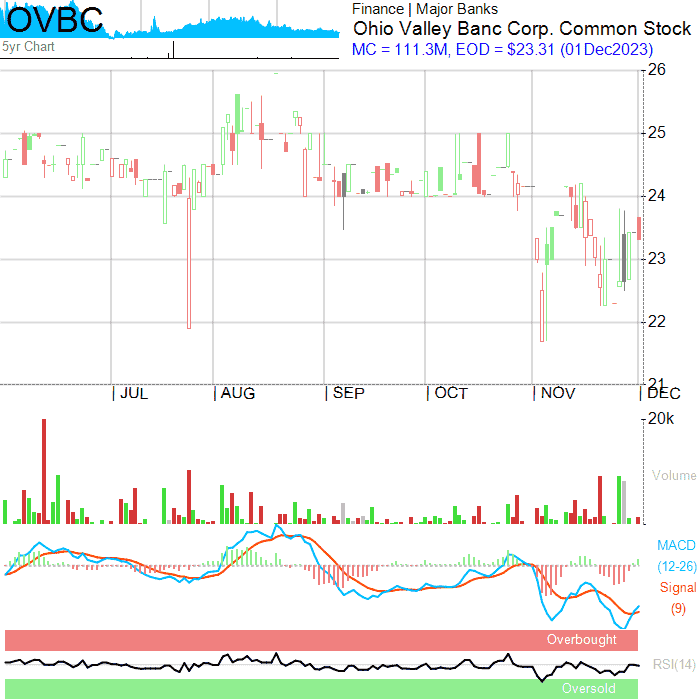 OVBC
5yr Chart
Finance | Major Banks
Ohio Valley Banc Corp. Common Stock
MC = 111.3M, EOD = $23.31 (01Dec2023)
26
25
24
23
22
21
| JUL | AUG | SEP | OCT | NOV | DEC
20k
Volume
MACD
(12-26)
Signal
(9)
Overbought
RSI(14)
Oversold